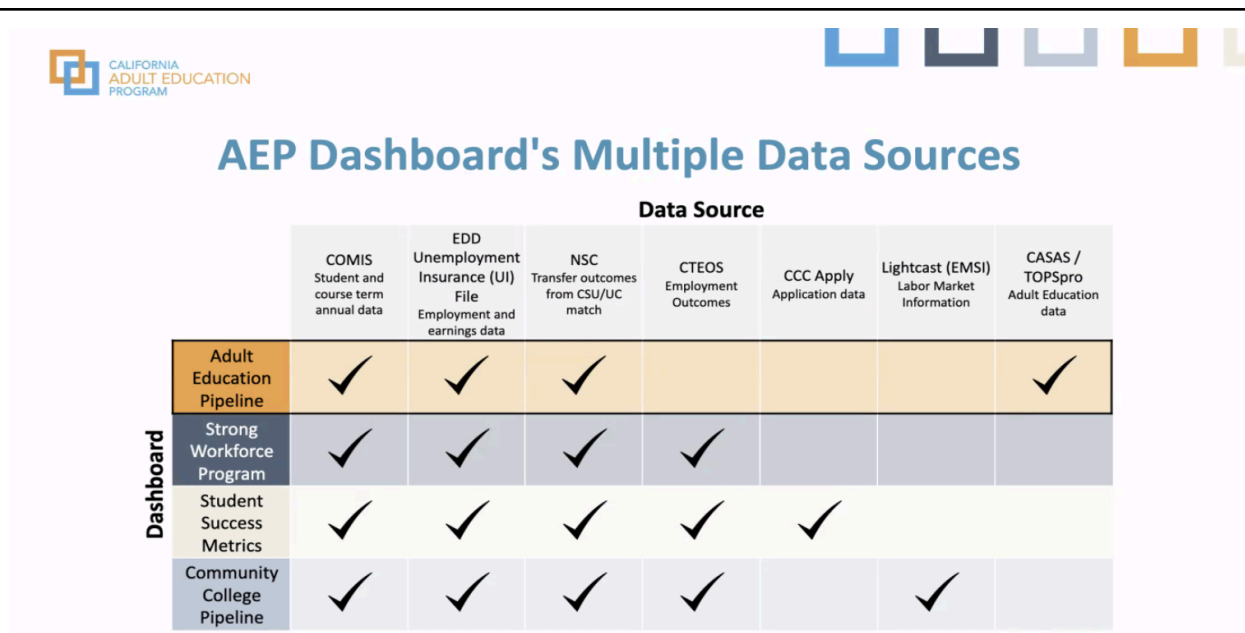 CALIFORNIA
ADULT EDUCATION
PROGRAM
AEP Dashboard's Multiple Data Sources
Data Source
COMIS
Student and
course term
annual data
EDD
Unemployment
Insurance (UI)
File
Employment and
earnings data
NSC
Transfer outcomes
from CSU/UC
match
CTEOS
Employment
Outcomes
CCC Apply
Application data
Lightcast (EMSI)
Labor Market
Information
CASAS /
TOPSpro
Adult Education
data
Dashboard
Adult
Education
Pipeline
Strong
Workforce
Program
Student
Success
Metrics
Community
College
Pipeline